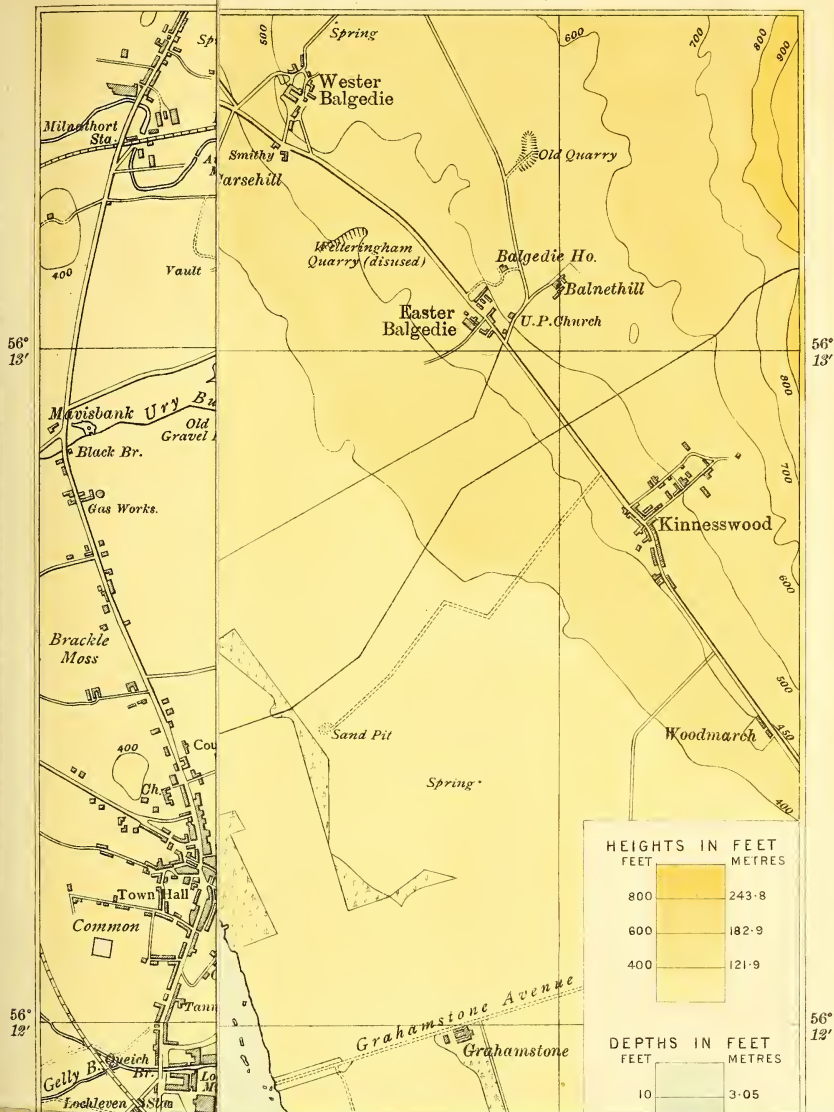 Milnathort
Sta.
400
Vault
56°
13'
Mavisbank
Ury
Old
Gravel
Black Br.
Gas Works.
Brackle
Moss
400
Ch.
Town Hall
Common
56°
12'
Queich
Br.
Gelly B.
Lochleven Sta.
500
Spring
600
700
800
900
Wester
Balgedie
Smithy
Old Quarry
Quarry (disused)
Balgedie Ho.
Balnethill
Easter
Balgedie
U.P. Church
56°
13'
800
700
Kinnesswood
600
500
450
Woodmarch
400
Sand Pit
Spring
Grahamstone Avenue
Grahamstone
56°
12'
HEIGHTS IN FEET
FEET METRES
800 243·8
600 182·9
400 121·9
DEPTHS IN FEET
FEET METRES
10 3·05